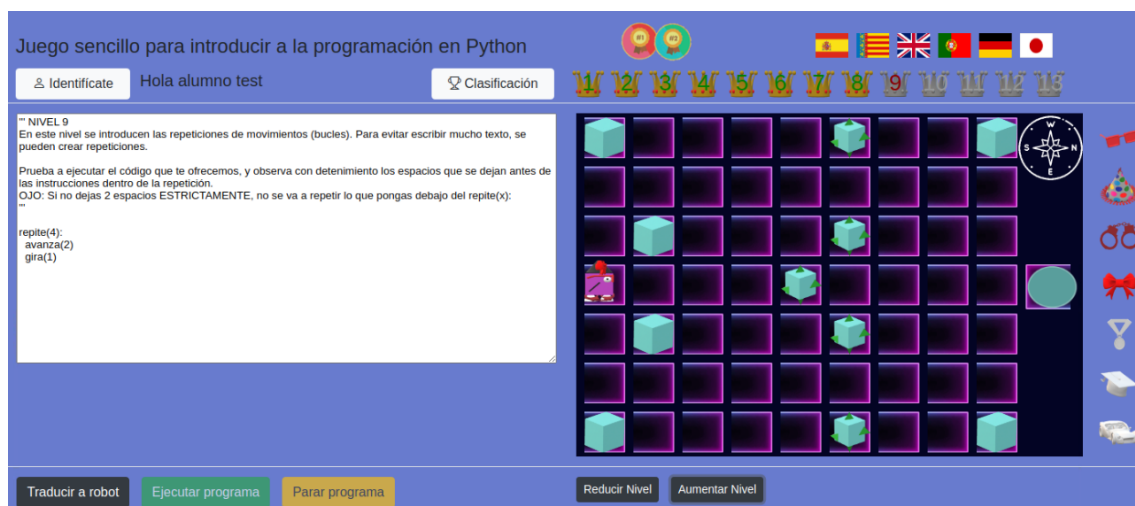 Juego sencillo para introducir a la programación en Python
Identifícate
Hola alumno test
Clasificación
1 2 3 4 5 6 7 8 9 10 11 12 13
''' NIVEL 9
En este nivel se introducen las repeticiones de movimientos (bucles). Para evitar escribir mucho texto, se
pueden crear repeticiones.
Prueba a ejecutar el código que te ofrecemos, y observa con detenimiento los espacios que se dejan antes de
las instrucciones dentro de la repetición.
OJO: Si no dejas 2 espacios ESTRICTAMENTE, no se va a repetir lo que pongas debajo del repite(x):
'''
repite(4):
  avanza(2)
  gira(1)
W
S N
E
Traducir a robot
Ejecutar programa
Parar programa
Reducir Nivel
Aumentar Nivel